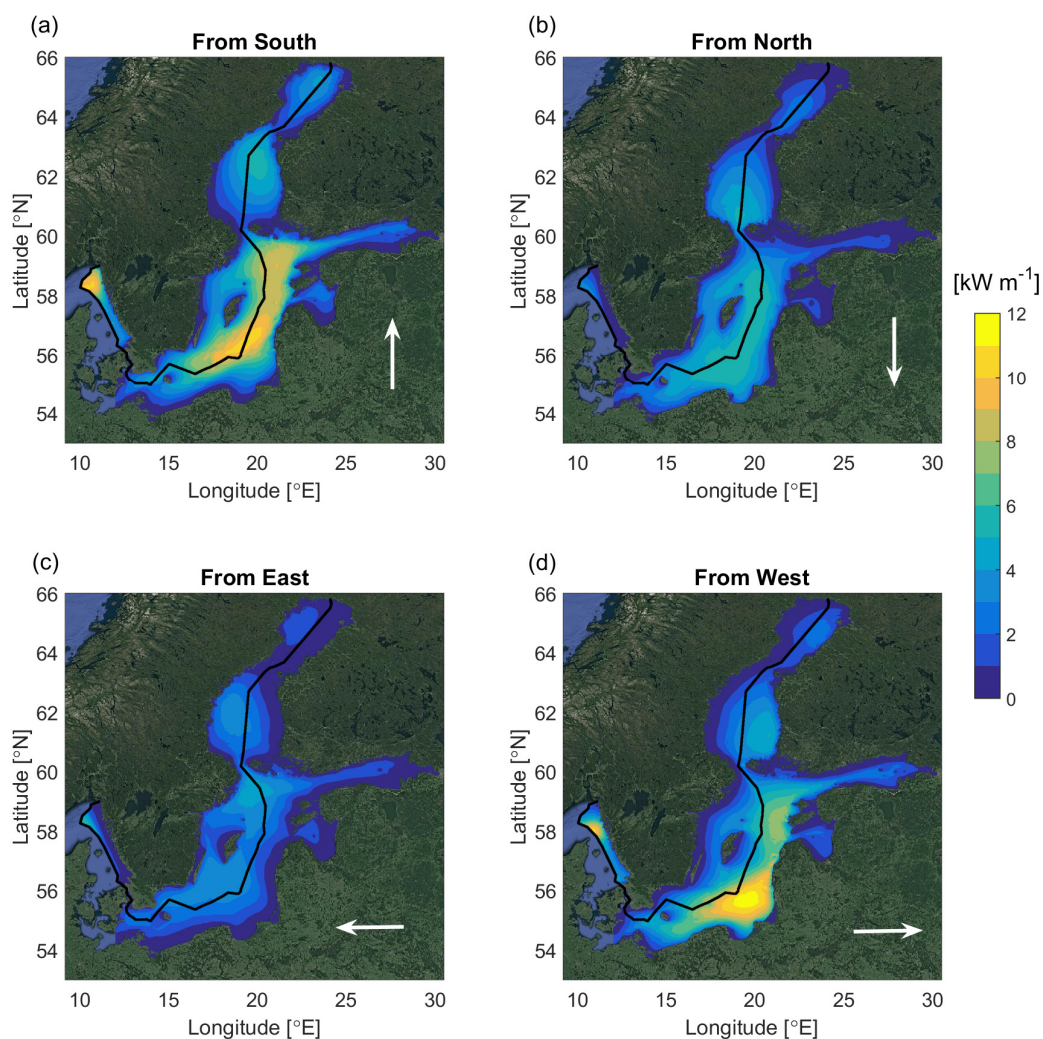 (a)
From South
66
64
62
60
58
56
54
Latitude [°N]
10 15 20 25 30
Longitude [°E]
(b)
From North
66
64
62
60
58
56
54
Latitude [°N]
10 15 20 25 30
Longitude [°E]
[kW m⁻¹]
12
10
8
6
4
2
0
(c)
From East
66
64
62
60
58
56
54
Latitude [°N]
10 15 20 25 30
Longitude [°E]
(d)
From West
66
64
62
60
58
56
54
Latitude [°N]
10 15 20 25 30
Longitude [°E]